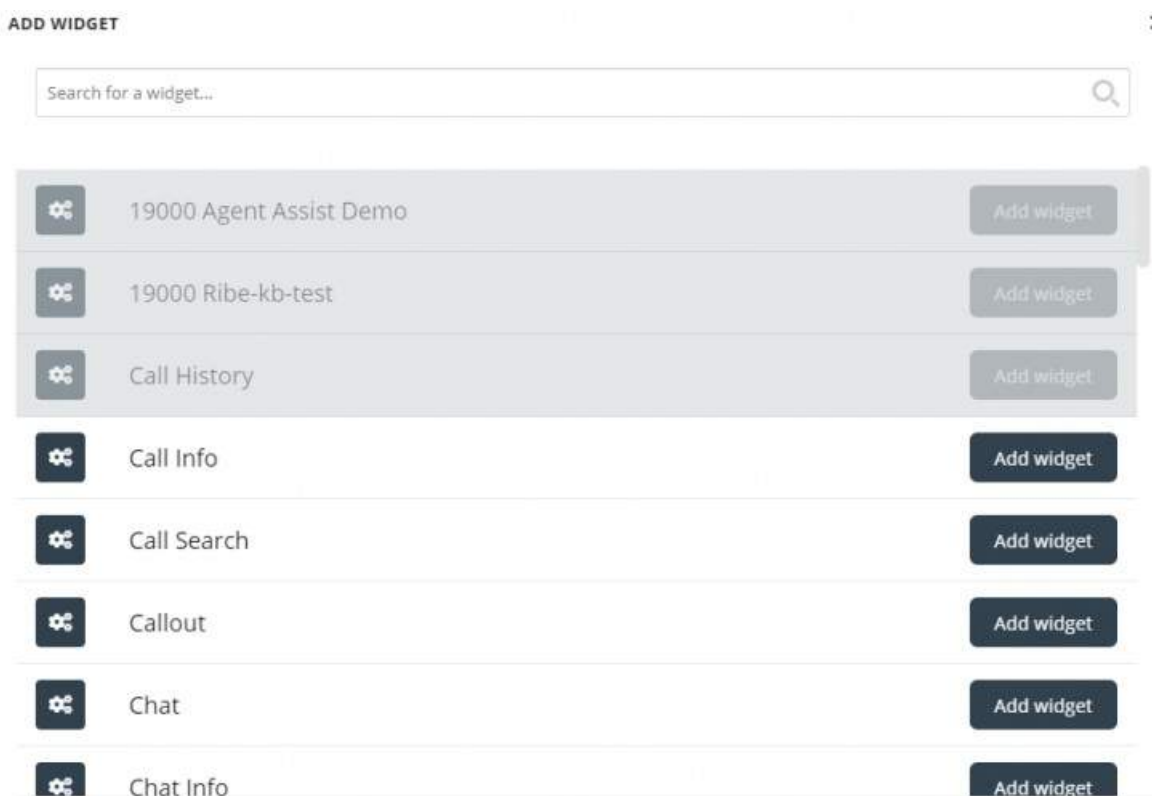 ADD WIDGET
Search for a widget...
19000 Agent Assist Demo Add widget
19000 Ribe-kb-test Add widget
Call History Add widget
Call Info Add widget
Call Search Add widget
Callout Add widget
Chat Add widget
Chat Info Add widget